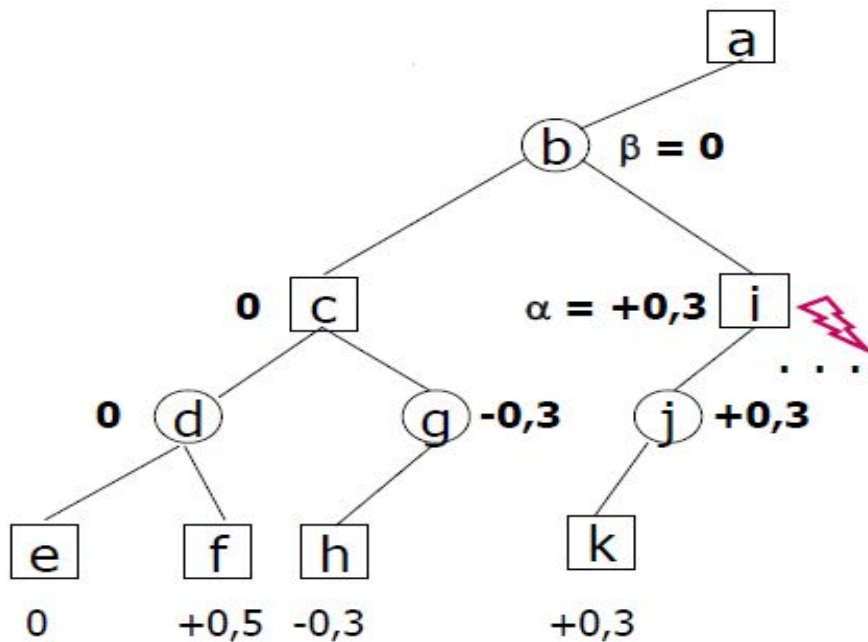 a
b β = 0
0 c α = +0,3 i
. . .
0 d g -0,3 j +0,3
e f h k
0 +0,5 -0,3 +0,3